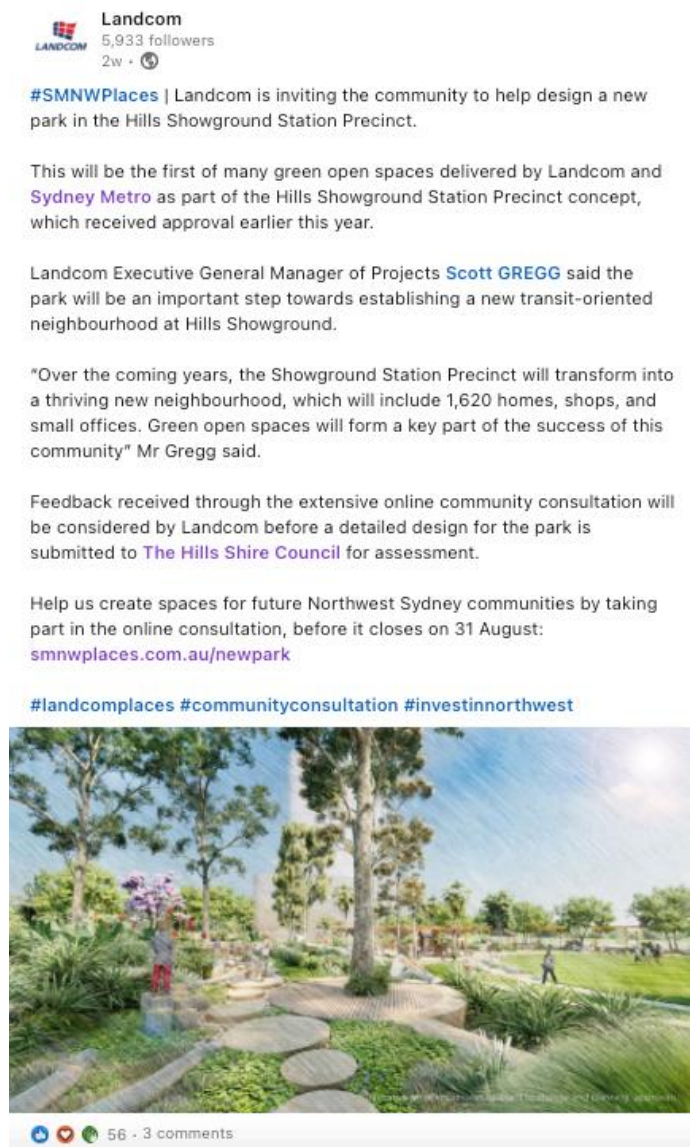 Landcom
LANDCOM
5,933 followers
2w •
#SMNWPlaces | Landcom is inviting the community to help design a new
park in the Hills Showground Station Precinct.
This will be the first of many green open spaces delivered by Landcom and
Sydney Metro as part of the Hills Showground Station Precinct concept,
which received approval earlier this year.
Landcom Executive General Manager of Projects Scott GREGG said the
park will be an important step towards establishing a new transit-oriented
neighbourhood at Hills Showground.
“Over the coming years, the Showground Station Precinct will transform into
a thriving new neighbourhood, which will include 1,620 homes, shops, and
small offices. Green open spaces will form a key part of the success of this
community” Mr Gregg said.
Feedback received through the extensive online community consultation will
be considered by Landcom before a detailed design for the park is
submitted to The Hills Shire Council for assessment.
Help us create spaces for future Northwest Sydney communities by taking
part in the online consultation, before it closes on 31 August:
smnwplaces.com.au/newpark
#landcomplaces #communityconsultation #investinnorthwest
56 · 3 comments